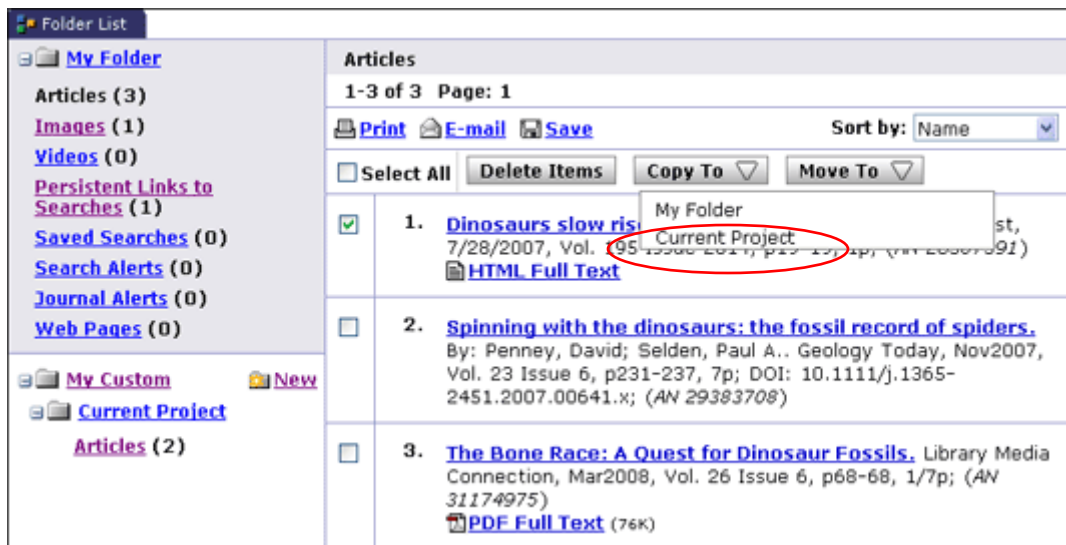 Folder List
My Folder
Articles (3)
Images (1)
Videos (0)
Persistent Links to
Searches (1)
Saved Searches (0)
Search Alerts (0)
Journal Alerts (0)
Web Pages (0)
My Custom New
Current Project
Articles (2)
Articles
1-3 of 3 Page: 1
Print E-mail Save Sort by: Name
Select All Delete Items Copy To Move To
My Folder
Current Project
1. Dinosaurs slow ris st,
7/28/2007, Vol. 195
HTML Full Text
2. Spinning with the dinosaurs: the fossil record of spiders.
By: Penney, David; Selden, Paul A.. Geology Today, Nov2007,
Vol. 23 Issue 6, p231-237, 7p; DOI: 10.1111/j.1365-
2451.2007.00641.x; (AN 29383708)
3. The Bone Race: A Quest for Dinosaur Fossils. Library Media
Connection, Mar2008, Vol. 26 Issue 6, p68-68, 1/7p; (AN
31174975)
PDF Full Text (76K)